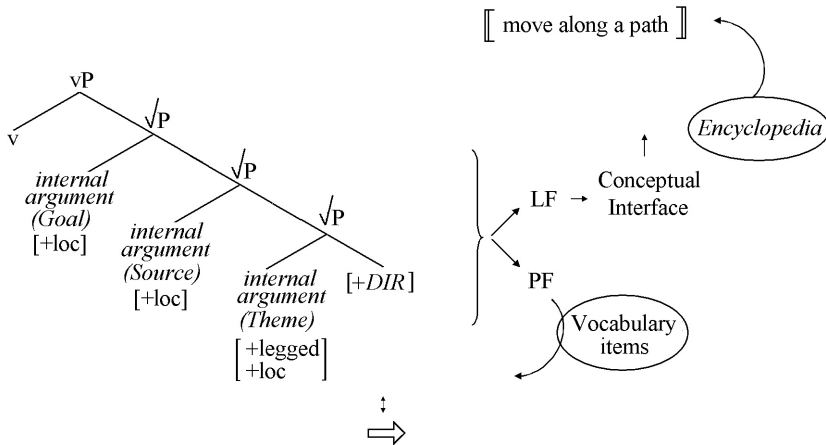 ⟦ move along a path ⟧
vP
v
√P
Encyclopedia
√P
internal
argument
(Goal)
[+loc]
LF
Conceptual
Interface
√P
internal
argument
(Source)
[+loc]
internal
argument
(Theme)
[+DIR]
PF
[+legged
+loc]
Vocabulary
items